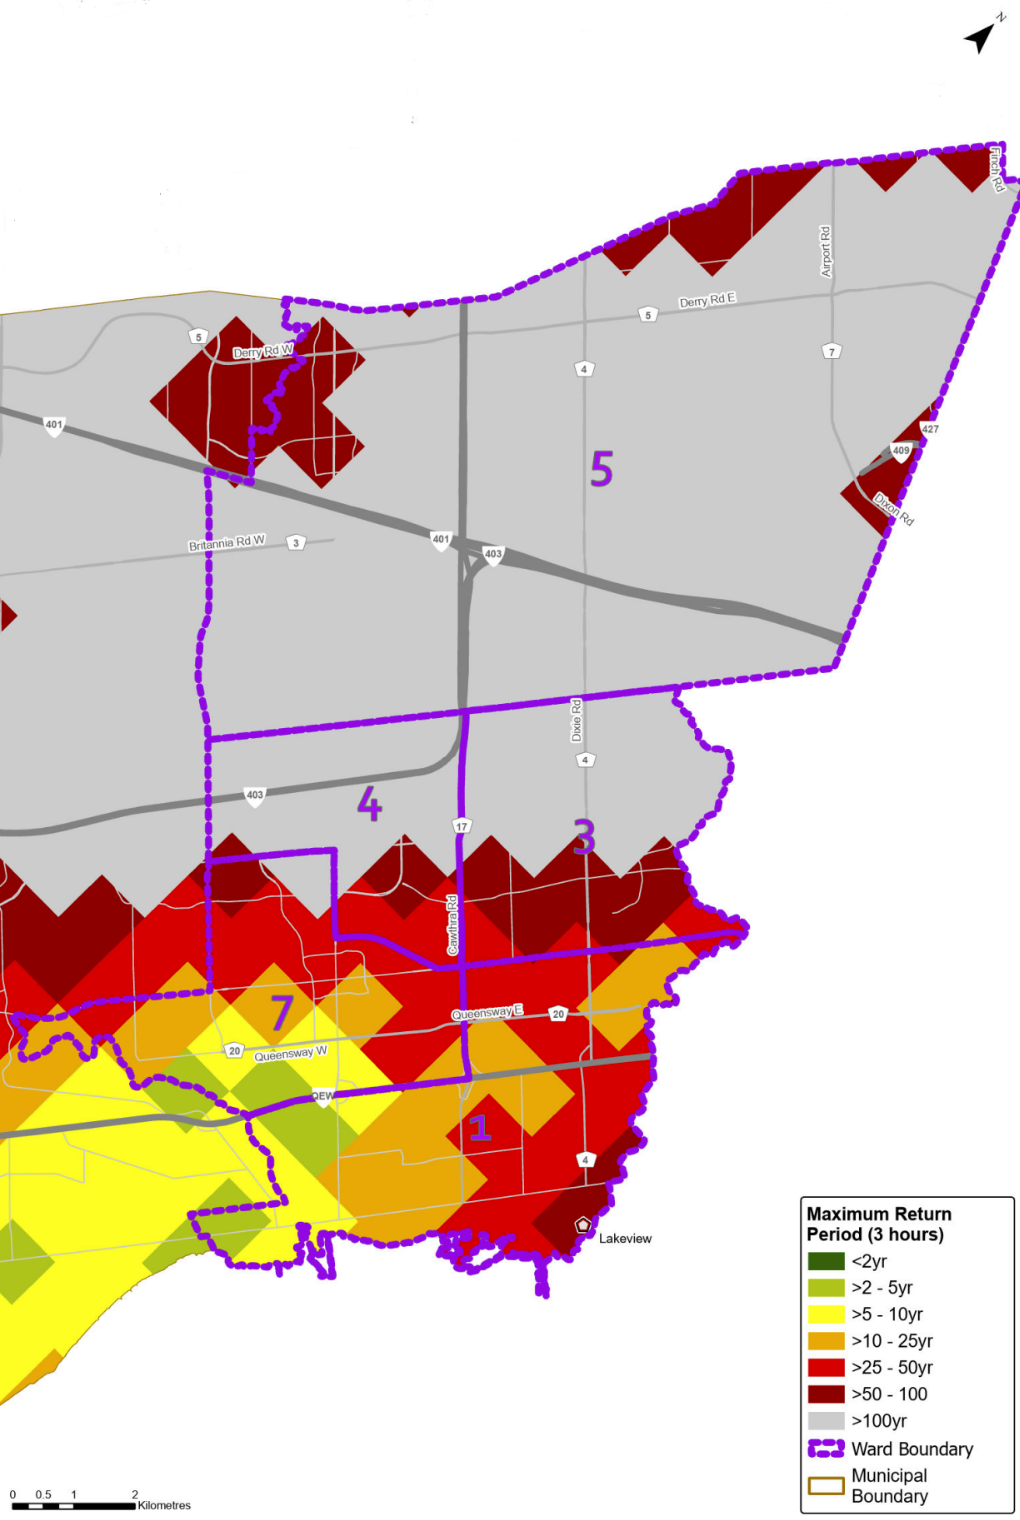 N
Finch Rd
Airport Rd
Derry Rd E
5
5
Derry Rd W
7
4
401
427
409
5
Dixon Rd
Britannia Rd W
3
401
403
Dixie Rd
4
403
4
17
3
Cawthra Rd
7
Queensway E
20
20
Queensway W
QEW
1
4
Lakeview
Maximum Return
Period (3 hours)
<2yr
>2 - 5yr
>5 - 10yr
>10 - 25yr
>25 - 50yr
>50 - 100
>100yr
Ward Boundary
Municipal
Boundary
0 0.5 1 2
Kilometres